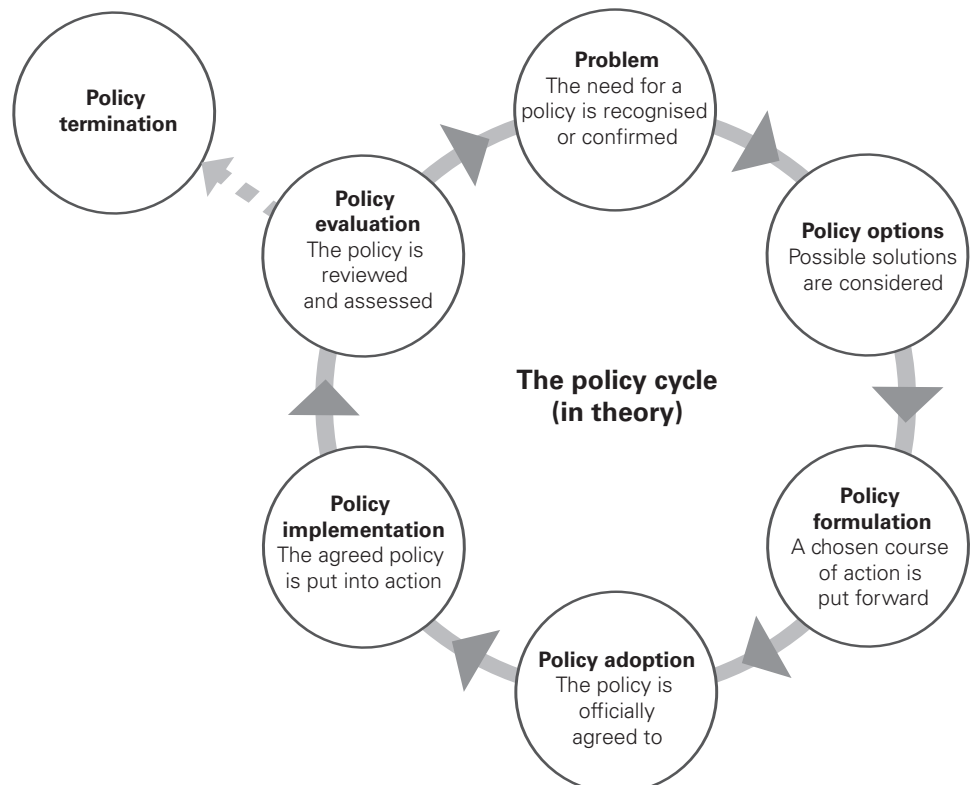 Policy
termination
Problem
The need for a
policy is recognised
or confirmed
Policy options
Possible solutions
are considered
Policy
formulation
A chosen course
of action is
put forward
Policy adoption
The policy is
officially
agreed to
Policy
implementation
The agreed policy
is put into action
Policy
evaluation
The policy is
reviewed
and assessed
The policy cycle
(in theory)